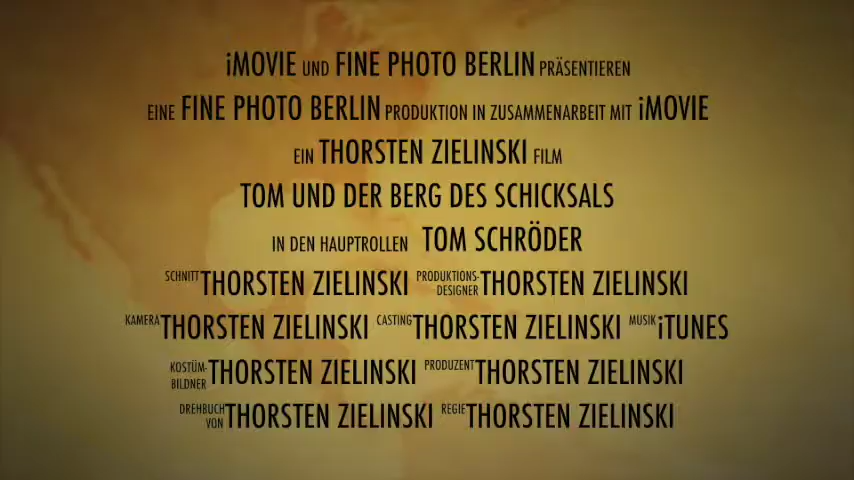 iMOVIE UND FINE PHOTO BERLIN PRÄSENTIEREN
EINE FINE PHOTO BERLIN PRODUKTION IN ZUSAMMENARBEIT MIT iMOVIE
EIN THORSTEN ZIELINSKI FILM
TOM UND DER BERG DES SCHICKSALS
IN DEN HAUPTROLLEN TOM SCHRÖDER
SCHNITT THORSTEN ZIELINSKI PRODUKTIONS-DESIGNER THORSTEN ZIELINSKI
KAMERA THORSTEN ZIELINSKI CASTING THORSTEN ZIELINSKI MUSIK iTUNES
KOSTÜM-BILDNER THORSTEN ZIELINSKI PRODUZENT THORSTEN ZIELINSKI
DREHBUCH VON THORSTEN ZIELINSKI REGIE THORSTEN ZIELINSKI